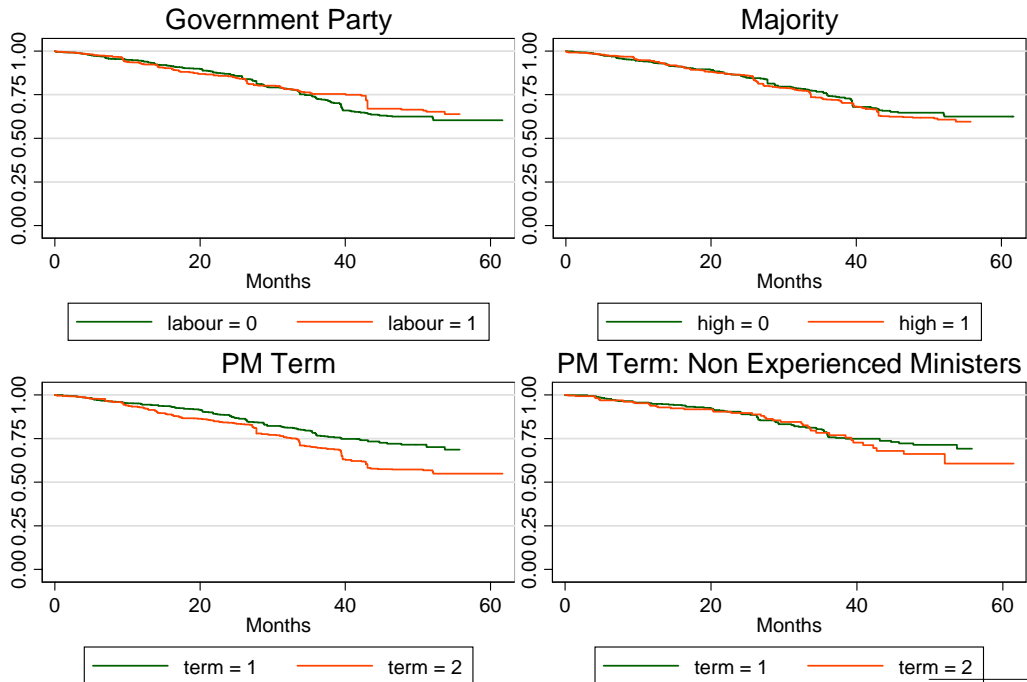 Government Party
Majority
0.00 0.25 0.50 0.75 1.00
0.00 0.25 0.50 0.75 1.00
0 20 40 60
0 20 40 60
Months
Months
labour = 0 labour = 1
high = 0 high = 1
PM Term
PM Term: Non Experienced Ministers
0.00 0.25 0.50 0.75 1.00
0.00 0.25 0.50 0.75 1.00
0 20 40 60
0 20 40 60
Months
Months
term = 1 term = 2
term = 1 term = 2